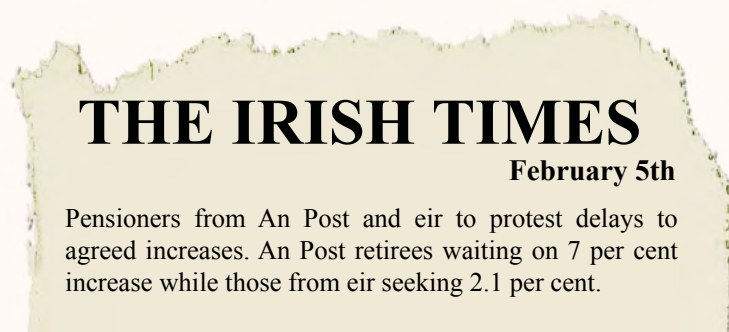 THE IRISH TIMES
February 5th
Pensioners from An Post and eir to protest delays to
agreed increases. An Post retirees waiting on 7 per cent
increase while those from eir seeking 2.1 per cent.